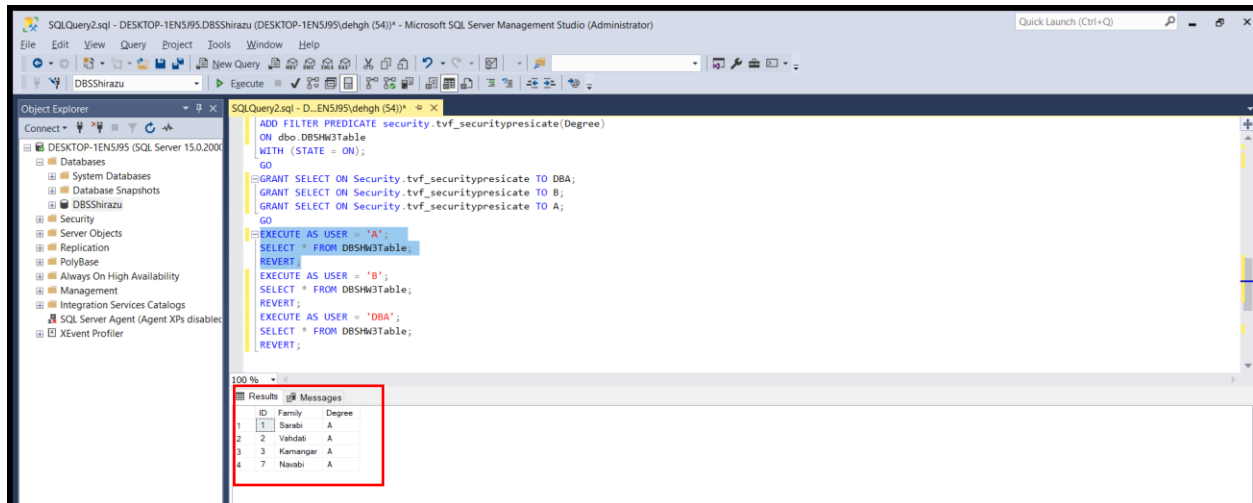 SQLQuery2.sql - DESKTOP-1EN5J95.DBSShirazu (DESKTOP-1EN5J95\dehgh (54))* - Microsoft SQL Server Management Studio (Administrator)
Quick Launch (Ctrl+Q)
File Edit View Query Project Tools Window Help
New Query
DBSShirazu
Execute
Object Explorer
Connect
DESKTOP-1EN5J95 (SQL Server 15.0.2000
Databases
System Databases
Database Snapshots
DBSShirazu
Security
Server Objects
Replication
PolyBase
Always On High Availability
Management
Integration Services Catalogs
SQL Server Agent (Agent XPs disabled
XEvent Profiler
SQLQuery2.sql - D...EN5J95\dehgh (54))*
ADD FILTER PREDICATE security.tvf_securitypresicate(Degree)
ON dbo.DBSHW3Table
WITH (STATE = ON);
GO
GRANT SELECT ON Security.tvf_securitypresicate TO DBA;
GRANT SELECT ON Security.tvf_securitypresicate TO B;
GRANT SELECT ON Security.tvf_securitypresicate TO A;
GO
EXECUTE AS USER = 'A';
SELECT * FROM DBSHW3Table;
REVERT;
EXECUTE AS USER = 'B';
SELECT * FROM DBSHW3Table;
REVERT;
EXECUTE AS USER = 'DBA';
SELECT * FROM DBSHW3Table;
REVERT;
100 %
Results Messages
ID Family Degree
1 1 Sarabi A
2 2 Vahdati A
3 3 Kamangar A
4 7 Navabi A